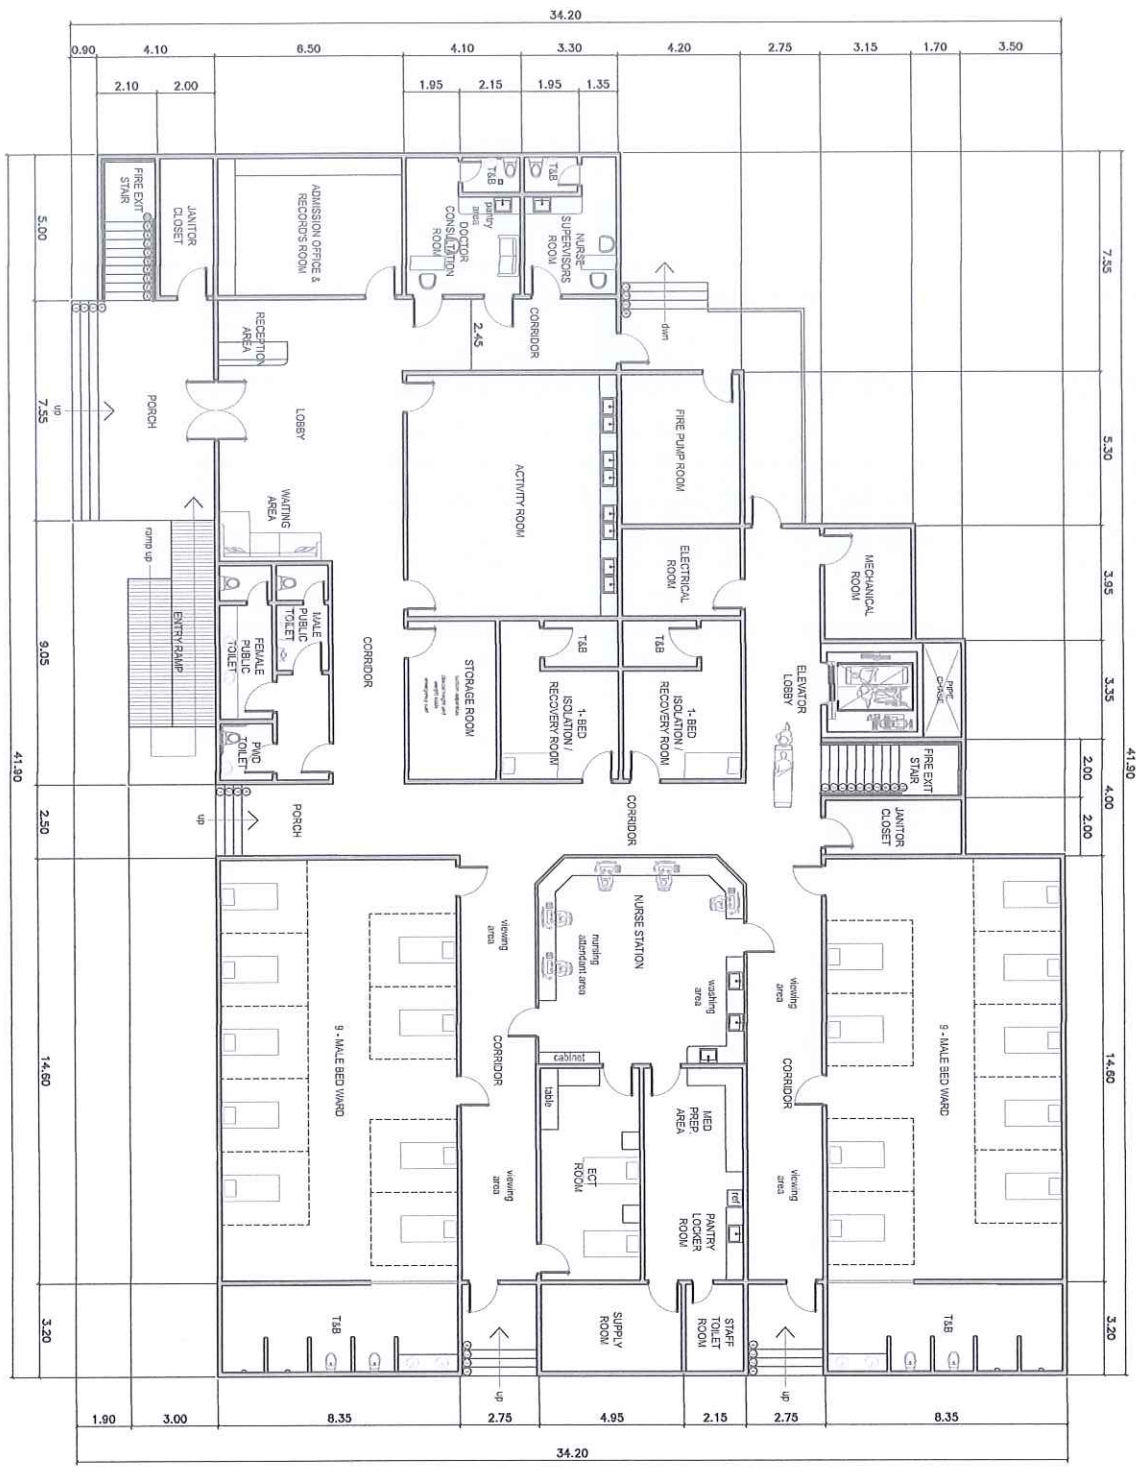 34.20
0.90
4.10
6.50
4.10
3.30
4.20
2.75
3.15
1.70
3.50
2.10
2.00
1.95
2.15
1.95
1.35
FIRE EXIT
STAIR
JANITOR
CLOSET
ADMISSION OFFICE &
RECORD'S ROOM
T&B
T&B
pantry
area
DOCTOR
CONSULTATION
ROOM
NURSE
SUPERVISORS
ROOM
5.00
7.55
RECEPTION
AREA
2.45
CORRIDOR
dwn
up
7.55
PORCH
LOBBY
WAITING
AREA
ACTIVITY ROOM
FIRE PUMP ROOM
5.30
ramp up
ENTRY RAMP
ELECTRICAL
ROOM
MECHANICAL
ROOM
3.95
MALE
PUBLIC
TOILET
FEMALE
PUBLIC
TOILET
PWD
TOILET
CORRIDOR
STORAGE ROOM
T&B
T&B
1- BED
ISOLATION /
RECOVERY ROOM
1- BED
ISOLATION /
RECOVERY ROOM
ELEVATOR
LOBBY
PIPE
CHASE
3.35
9.05
41.90
41.90
FIRE EXIT
STAIR
2.00
4.00
2.00
JANITOR
CLOSET
2.50
up
PORCH
CORRIDOR
viewing
area
NURSE STATION
nursing
attendant area
washing
area
viewing
area
cabinet
9 - MALE BED WARD
CORRIDOR
CORRIDOR
9 - MALE BED WARD
14.60
14.60
table
MED
PREP.
AREA
ECT
ROOM
viewing
area
ref
PANTRY
LOCKER
ROOM
viewing
area
3.20
T&B
SUPPLY
ROOM
STAFF
TOILET
ROOM
T&B
3.20
up
up
1.90
3.00
8.35
2.75
4.95
2.15
2.75
8.35
34.20